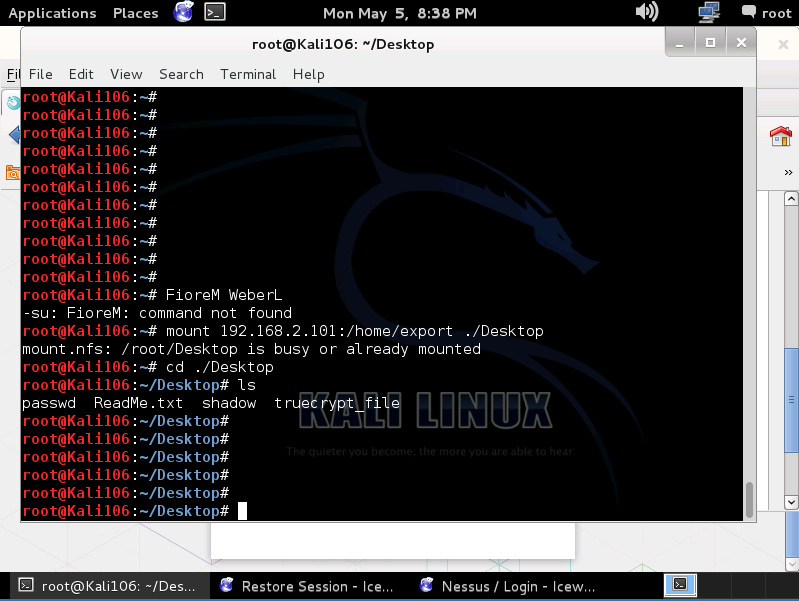 Applications Places Mon May 5, 8:38 PM root
root@Kali106: ~/Desktop
File Edit View Search Terminal Help
root@Kali106:~#
root@Kali106:~#
root@Kali106:~#
root@Kali106:~#
root@Kali106:~#
root@Kali106:~#
root@Kali106:~#
root@Kali106:~#
root@Kali106:~#
root@Kali106:~#
root@Kali106:~#
root@Kali106:~# FioreM WeberL
-su: FioreM: command not found
root@Kali106:~# mount 192.168.2.101:/home/export ./Desktop
mount.nfs: /root/Desktop is busy or already mounted
root@Kali106:~# cd ./Desktop
root@Kali106:~/Desktop# ls
passwd ReadMe.txt shadow truecrypt_file
KALI LINUX
root@Kali106:~/Desktop#
root@Kali106:~/Desktop#
The quieter you become, the more you are able to hear
root@Kali106:~/Desktop#
root@Kali106:~/Desktop#
root@Kali106:~/Desktop#
root@Kali106:~/Desktop#
root@Kali106: ~/Des... Restore Session - Ice... Nessus / Login - Icew...